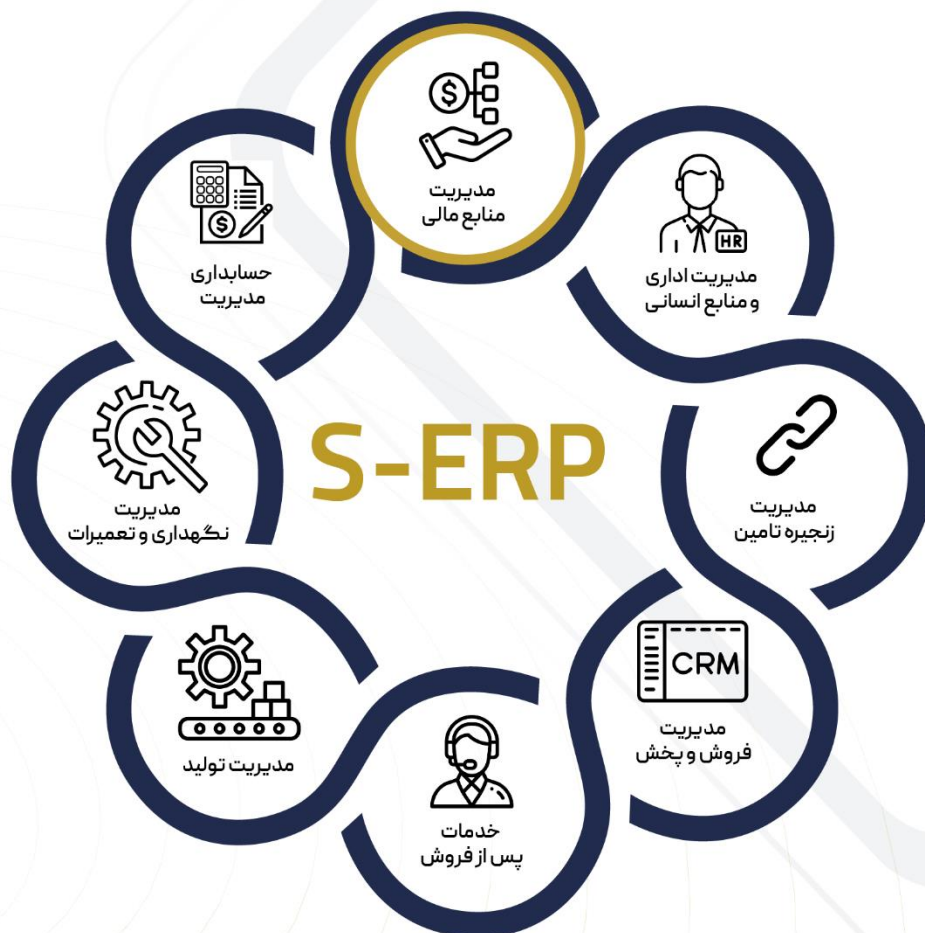 مدیریت
منابع مالی
مدیریت اداری
و منابع انسانی
HR
مدیریت
زنجیره تامین
CRM
مدیریت
فروش و پخش
خدمات
پس از فروش
مدیریت تولید
مدیریت
نگهداری و تعمیرات
حسابداری
مدیریت
S-ERP